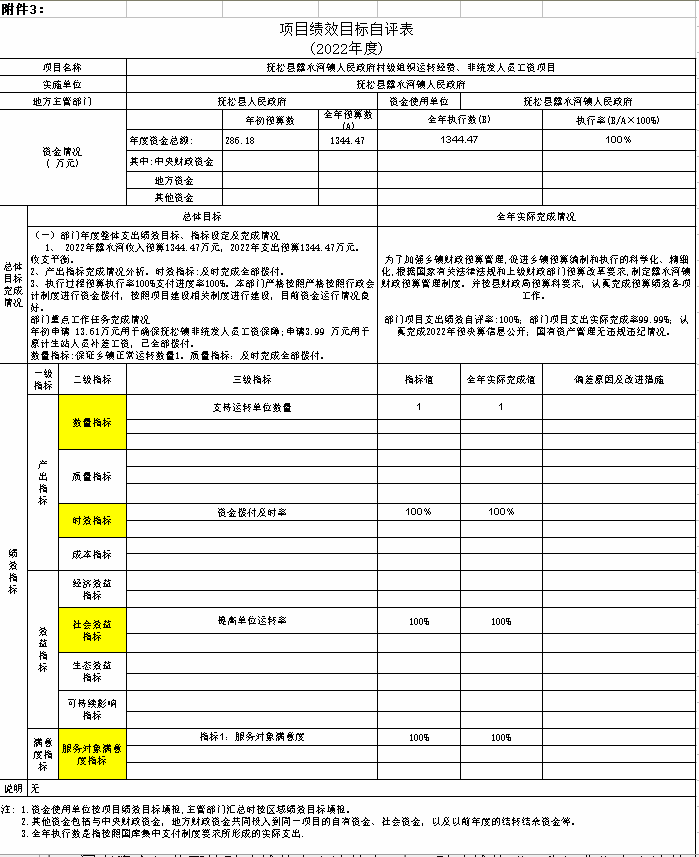 附件3:
项目绩效目标自评表
(2022年度)
项目名称 抚松县露水河镇人民政府村级组织运转经费、非统发人员工资项目
实施单位 抚松县露水河镇人民政府
地方主管部门 抚松县人民政府 资金使用单位 抚松县露水河镇人民政府
资金情况
( 万元)
年初预算数 全年预算数
(A) 全年执行数(B) 执行率(B/A×100%)
年度资金总额: 286.18 1344.47 1344.47 100%
其中:中央财政资金
地方资金
其他资金
总体
目标
完成
情况
总体目标 全年实际完成情况
(一)部门年度整体支出绩效目标、指标设定及完成情况
1、 2022年露水河收入预算1344.47万元,2022年支出预算1344.47万元。
收支平衡。
2、产出指标完成情况分析。时效指标:及时完成全部拨付。
3、执行过程预算执行率100%支付进度率100%。本部门严格按照严格按照行政会
计制度进行资金拨付,按照项目建设相关制度进行建设,目前资金运行情况良
好。
部门重点工作任务完成情况
年初申请 13.61万元用于确保抚松镇非统发人员工资保障;申请3.99 万元用于
原计生站人员补差工资,已全部拨付。
数量指标:保证乡镇正常运转数量1。质量指标: 及时完成全部拨付。
为了加强乡镇财政预算管理,促进乡镇预算编制和执行的科学化、精细
化,根据国家有关法律法规和上级财政部门预算改革要求,制定露水河镇
财政预算管理制度。并按县财政局预算科要求,认真完成预算绩效各项
工作。
部门项目支出绩效自评率:100%; 部门项目支出实际完成率99.99%; 认
真完成2022年预决算信息公开; 国有资产管理无违规违纪情况。
一级
指标 二级指标 三级指标 指标值 全年实际完成值 偏差原因及改进措施
绩
效
指
标
产
出
指
标
数量指标 支持运转单位数量 1 1
质量指标
时效指标 资金拨付及时率 100% 100%
成本指标
效
益
指
标
经济效益
指标
社会效益
指标 提高单位运转率 100% 100%
生态效益
指标
可持续影响
指标
满意
度指
标
服务对象满意
度指标 指标1: 服务对象满意度 100% 100%
说明 无
注: 1.资金使用单位按项目绩效目标填报,主管部门汇总时按区域绩效目标填报。
2.其他资金包括与中央财政资金、地方财政资金共同投入到同一项目的自有资金、社会资金,以及以前年度的结转结余资金等。
3.全年执行数是指按照国库集中支付制度要求所形成的实际支出.